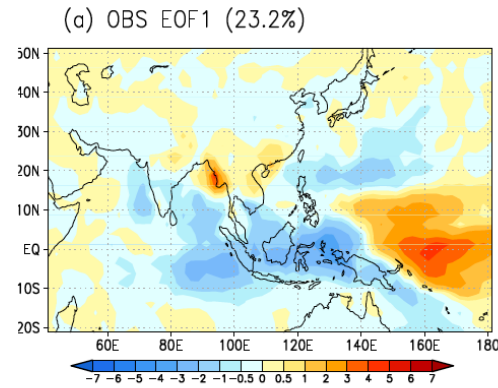 (a) OBS EOF1 (23.2%)
50N
40N
30N
20N
10N
EQ
10S
20S
60E 80E 100E 120E 140E 160E 180
-7 -6 -5 -4 -3 -2 -1 -0.5 0 0.5 1 2 3 4 5 6 7